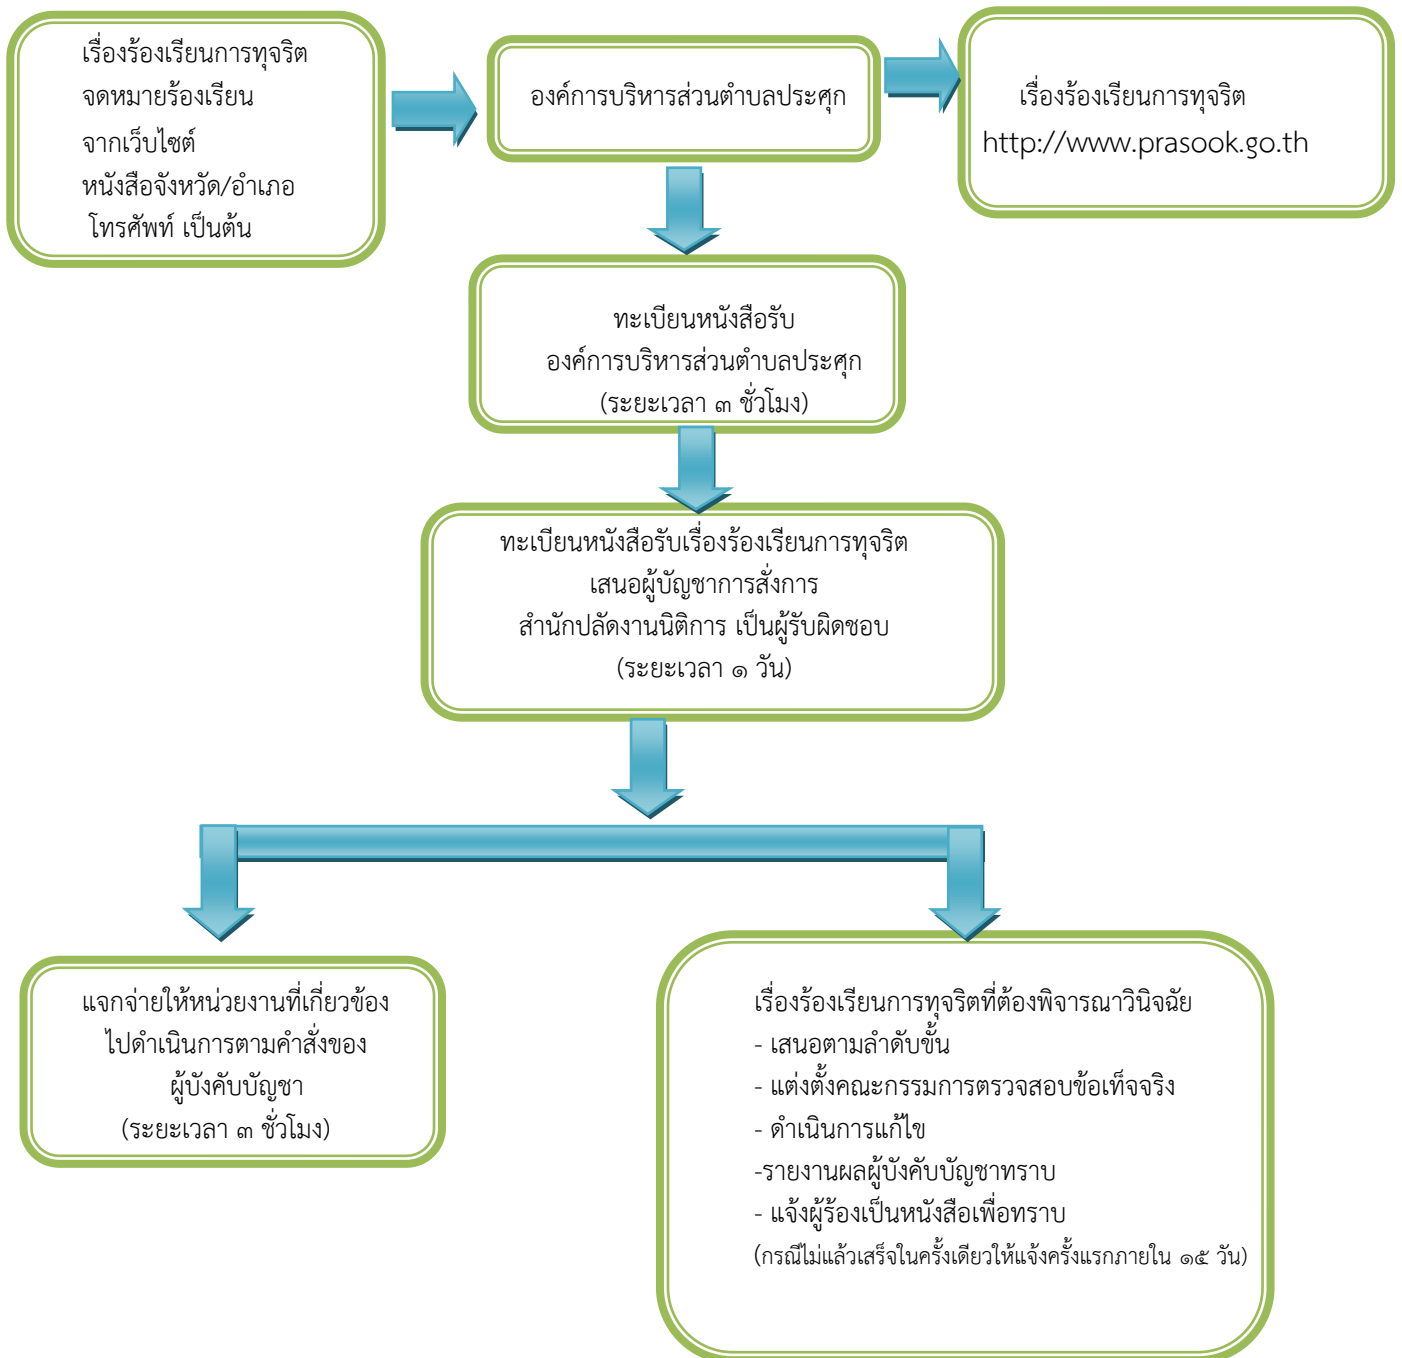 เรื่องร้องเรียนการทุจริต
จดหมายร้องเรียน
จากเว็บไซต์
หนังสือจังหวัด/อำเภอ
โทรศัพท์ เป็นต้น
องค์การบริหารส่วนตำบลประศุก
เรื่องร้องเรียนการทุจริต
http://www.prasook.go.th
ทะเบียนหนังสือรับ
องค์การบริหารส่วนตำบลประศุก
(ระยะเวลา ๓ ชั่วโมง)
ทะเบียนหนังสือรับเรื่องร้องเรียนการทุจริต
เสนอผู้บัญชาการสั่งการ
สำนักปลัดงานนิติการ เป็นผู้รับผิดชอบ
(ระยะเวลา ๑ วัน)
แจกจ่ายให้หน่วยงานที่เกี่ยวข้อง
ไปดำเนินการตามคำสั่งของ
ผู้บังคับบัญชา
(ระยะเวลา ๓ ชั่วโมง)
เรื่องร้องเรียนการทุจริตที่ต้องพิจารณาวินิจฉัย
- เสนอตามลำดับขั้น
- แต่งตั้งคณะกรรมการตรวจสอบข้อเท็จจริง
- ดำเนินการแก้ไข
-รายงานผลผู้บังคับบัญชาทราบ
- แจ้งผู้ร้องเป็นหนังสือเพื่อทราบ
(กรณีไม่แล้วเสร็จในครั้งเดียวให้แจ้งครั้งแรกภายใน ๑๕ วัน)